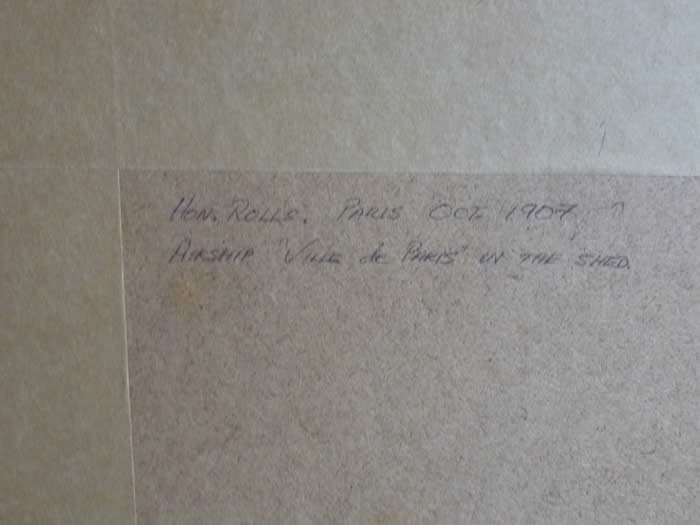 HON. ROLLS. PARIS OCT. 1907
AIRSHIP "VILLE de PARIS" IN THE SHED.